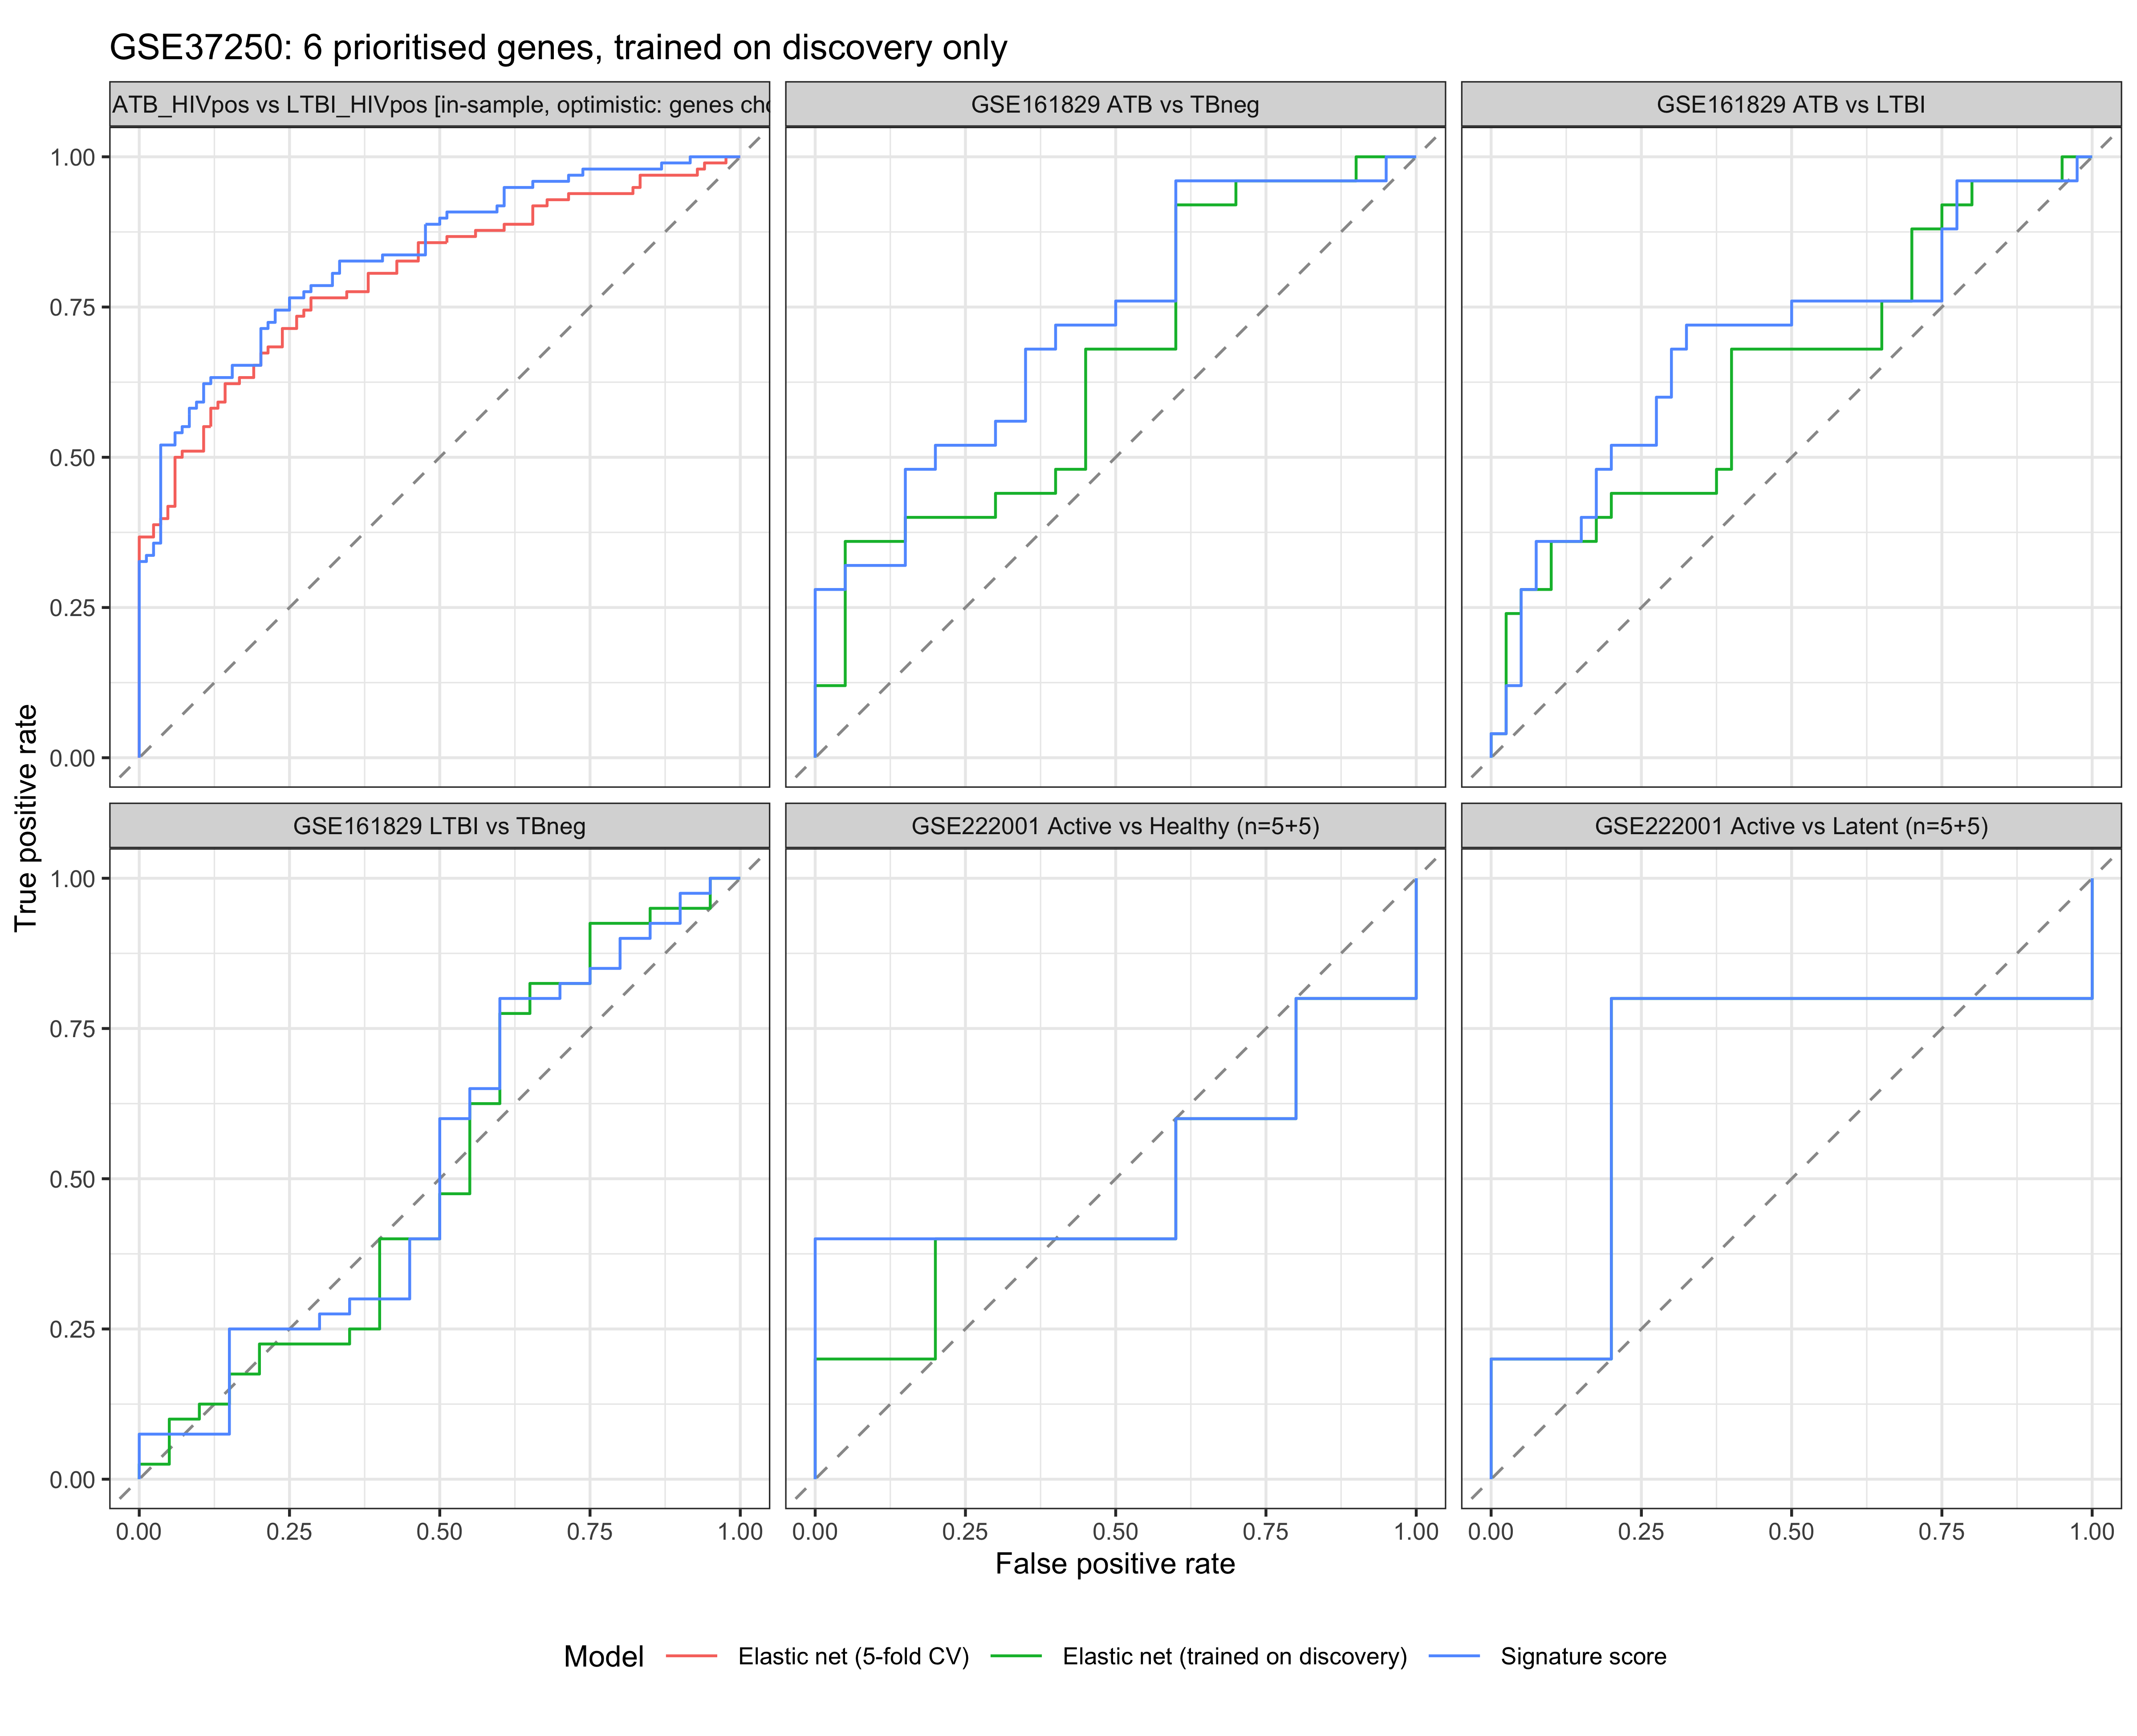 GSE37250: 6 prioritised genes, trained on discovery only
ATB_HIVpos vs LTBI_HIVpos [in-sample, optimistic: genes cho
GSE161829 ATB vs TBneg
GSE161829 ATB vs LTBI
1.00
0.75
0.50
0.25
0.00
GSE161829 LTBI vs TBneg
GSE222001 Active vs Healthy (n=5+5)
GSE222001 Active vs Latent (n=5+5)
1.00
0.75
0.50
0.25
0.00
True positive rate
0.00 0.25 0.50 0.75 1.00
0.00 0.25 0.50 0.75 1.00
0.00 0.25 0.50 0.75 1.00
False positive rate
Model
Elastic net (5-fold CV)
Elastic net (trained on discovery)
Signature score